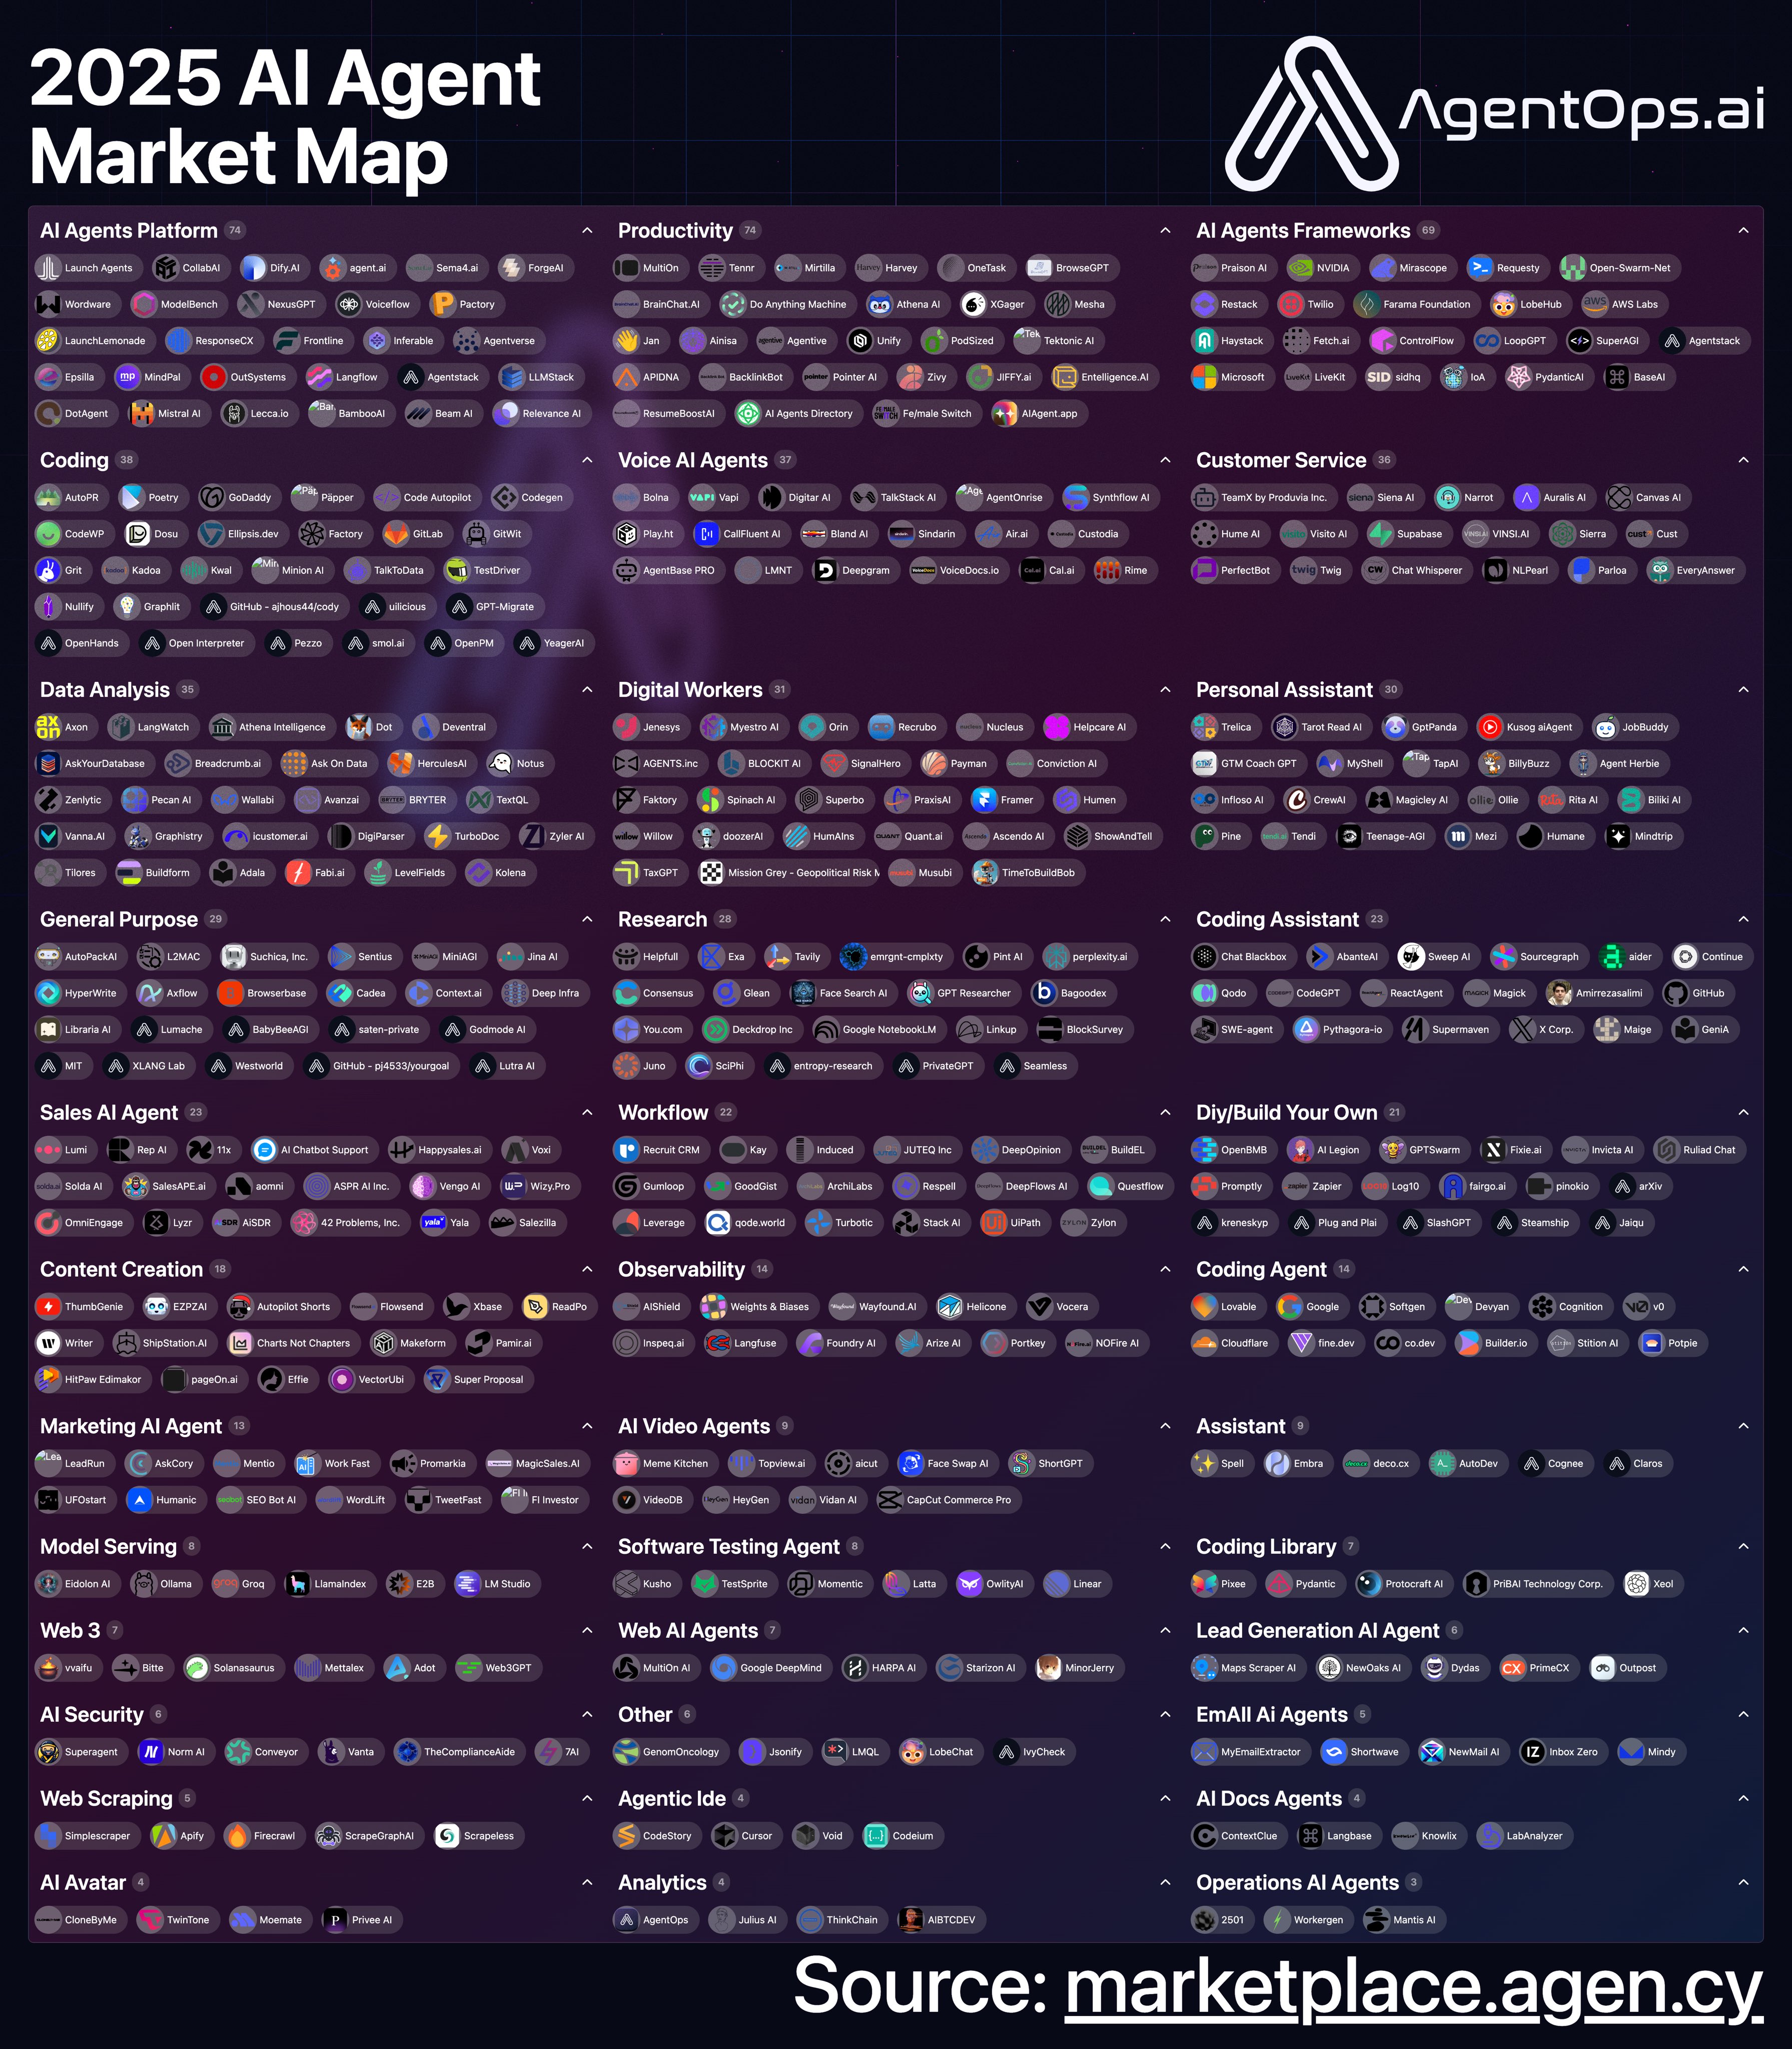 2025 AI Agent
Market Map
AgentOps.ai
AI Agents Platform 74
Launch Agents CollabAI Dify.AI agent.ai Sema4.ai ForgeAI
Wordware ModelBench NexusGPT Voiceflow Pactory
LaunchLemonade ResponseCX Frontline Inferable Agentverse
Epsilla MindPal OutSystems Langflow Agentstack LLMStack
DotAgent Mistral AI Lecca.io BambooAI Beam AI Relevance AI
Productivity 74
MultiOn Tennr Mirtilla Harvey OneTask BrowseGPT
BrainChat.AI Do Anything Machine Athena AI XGager Mesha
Jan Ainisa Agentive Unify PodSized Tektonic AI
APIDNA BacklinkBot Pointer AI Zivy JIFFY.ai Entelligence.AI
ResumeBoostAI AI Agents Directory Fe/male Switch AIAgent.app
AI Agents Frameworks 69
Praison AI NVIDIA Mirascope Requesty Open-Swarm-Net
Restack Twilio Farama Foundation LobeHub AWS Labs
Haystack Fetch.ai ControlFlow LoopGPT SuperAGI Agentstack
Microsoft LiveKit sidhq IoA PydanticAI BaseAI
Coding 38
AutoPR Poetry GoDaddy Päpper Code Autopilot Codegen
CodeWP Dosu Ellipsis.dev Factory GitLab GitWit
Grit Kadoa Kwal Minion AI TalkToData TestDriver
Nullify Graphlit GitHub - ajhous44/cody uilicious GPT-Migrate
OpenHands Open Interpreter Pezzo smol.ai OpenPM YeagerAI
Voice AI Agents 37
Bolna Vapi Digitar AI TalkStack AI AgentOnrise Synthflow AI
Play.ht CallFluent AI Bland AI Sindarin Air.ai Custodia
AgentBase PRO LMNT Deepgram VoiceDocs.io Cal.ai Rime
Customer Service 36
TeamX by Produvia Inc. Siena AI Narrot Auralis AI Canvas AI
Hume AI Visito AI Supabase VINSI.AI Sierra Cust
PerfectBot Twig Chat Whisperer NLPearl Parloa EveryAnswer
Data Analysis 35
Axon LangWatch Athena Intelligence Dot Deventral
AskYourDatabase Breadcrumb.ai Ask On Data HerculesAI Notus
Zenlytic Pecan AI Wallabi Avanzai BRYTER TextQL
Vanna.AI Graphistry icustomer.ai DigiParser TurboDoc Zyler AI
Tilores Buildform Adala Fabi.ai LevelFields Kolena
Digital Workers 31
Jenesys Myestro AI Orin Recrubo Nucleus Helpcare AI
AGENTS.inc BLOCKIT AI SignalHero Payman Conviction AI
Faktory Spinach AI Superbo PraxisAI Framer Humen
Willow doozerAI HumAIns Quant.ai Ascendo AI ShowAndTell
TaxGPT Mission Grey - Geopolitical Risk M Musubi TimeToBuildBob
Personal Assistant 30
Trelica Tarot Read AI GptPanda Kusog aiAgent JobBuddy
GTM Coach GPT MyShell TapAI BillyBuzz Agent Herbie
Infloso AI CrewAI Magicley AI Ollie Rita AI Biliki AI
Pine Tendi Teenage-AGI Mezi Humane Mindtrip
General Purpose 29
AutoPackAI L2MAC Suchica, Inc. Sentius MiniAGI Jina AI
HyperWrite Axflow Browserbase Cadea Context.ai Deep Infra
Libraria AI Lumache BabyBeeAGI saten-private Godmode AI
MIT XLANG Lab Westworld GitHub - pj4533/yourgoal Lutra AI
Research 28
Helpfull Exa Tavily emrgnt-cmplxty Pint AI perplexity.ai
Consensus Glean Face Search AI GPT Researcher Bagoodex
You.com Deckdrop Inc Google NotebookLM Linkup BlockSurvey
Juno SciPhi entropy-research PrivateGPT Seamless
Coding Assistant 23
Chat Blackbox AbanteAI Sweep AI Sourcegraph aider Continue
Qodo CodeGPT ReactAgent Magick Amirrezasalimi GitHub
SWE-agent Pythagora-io Supermaven X Corp. Maige GeniA
Sales AI Agent 23
Lumi Rep AI 11x AI Chatbot Support Happysales.ai Voxi
Solda AI SalesAPE.ai aomni ASPR AI Inc. Vengo AI Wizy.Pro
OmniEngage Lyzr AiSDR 42 Problems, Inc. Yala Salezilla
Workflow 22
Recruit CRM Kay Induced JUTEQ Inc DeepOpinion BuildEL
Gumloop GoodGist ArchiLabs Respell DeepFlows AI Questflow
Leverage qode.world Turbotic Stack AI UiPath Zylon
Diy/Build Your Own 21
OpenBMB AI Legion GPTSwarm Fixie.ai Invicta AI Ruliad Chat
Promptly Zapier Log10 fairgo.ai pinokio arXiv
kreneskyp Plug and Plai SlashGPT Steamship Jaiqu
Content Creation 18
ThumbGenie EZPZAI Autopilot Shorts Flowsend Xbase ReadPo
Writer ShipStation.AI Charts Not Chapters Makeform Pamir.ai
HitPaw Edimakor pageOn.ai Effie VectorUbi Super Proposal
Observability 14
AIShield Weights & Biases Wayfound.AI Helicone Vocera
Inspeq.ai Langfuse Foundry AI Arize AI Portkey NOFire AI
Coding Agent 14
Lovable Google Softgen Devyan Cognition v0
Cloudflare fine.dev co.dev Builder.io Stition AI Potpie
Marketing AI Agent 13
LeadRun AskCory Mentio Work Fast Promarkia MagicSales.AI
UFOstart Humanic SEO Bot AI WordLift TweetFast FI Investor
AI Video Agents 9
Meme Kitchen Topview.ai aicut Face Swap AI ShortGPT
VideoDB HeyGen Vidan AI CapCut Commerce Pro
Assistant 9
Spell Embra deco.cx AutoDev Cognee Claros
Model Serving 8
Eidolon AI Ollama Groq LlamaIndex E2B LM Studio
Software Testing Agent 8
Kusho TestSprite Momentic Latta OwlityAI Linear
Coding Library 7
Pixee Pydantic Protocraft AI PriBAI Technology Corp. Xeol
Web 3 7
vvaifu Bitte Solanasaurus Mettalex Adot Web3GPT
Web AI Agents 7
MultiOn AI Google DeepMind HARPA AI Starizon AI MinorJerry
Lead Generation AI Agent 6
Maps Scraper AI NewOaks AI Dydas PrimeCX Outpost
AI Security 6
Superagent Norm AI Conveyor Vanta TheComplianceAide 7AI
Other 6
GenomOncology Jsonify LMQL LobeChat IvyCheck
EmAIl Ai Agents 5
MyEmailExtractor Shortwave NewMail AI Inbox Zero Mindy
Web Scraping 5
Simplescraper Apify Firecrawl ScrapeGraphAI Scrapeless
Agentic Ide 4
CodeStory Cursor Void Codeium
AI Docs Agents 4
ContextClue Langbase Knowlix LabAnalyzer
AI Avatar 4
CloneByMe TwinTone Moemate Privee AI
Analytics 4
AgentOps Julius AI ThinkChain AIBTCDEV
Operations AI Agents 3
2501 Workergen Mantis AI
Source: marketplace.agen.cy